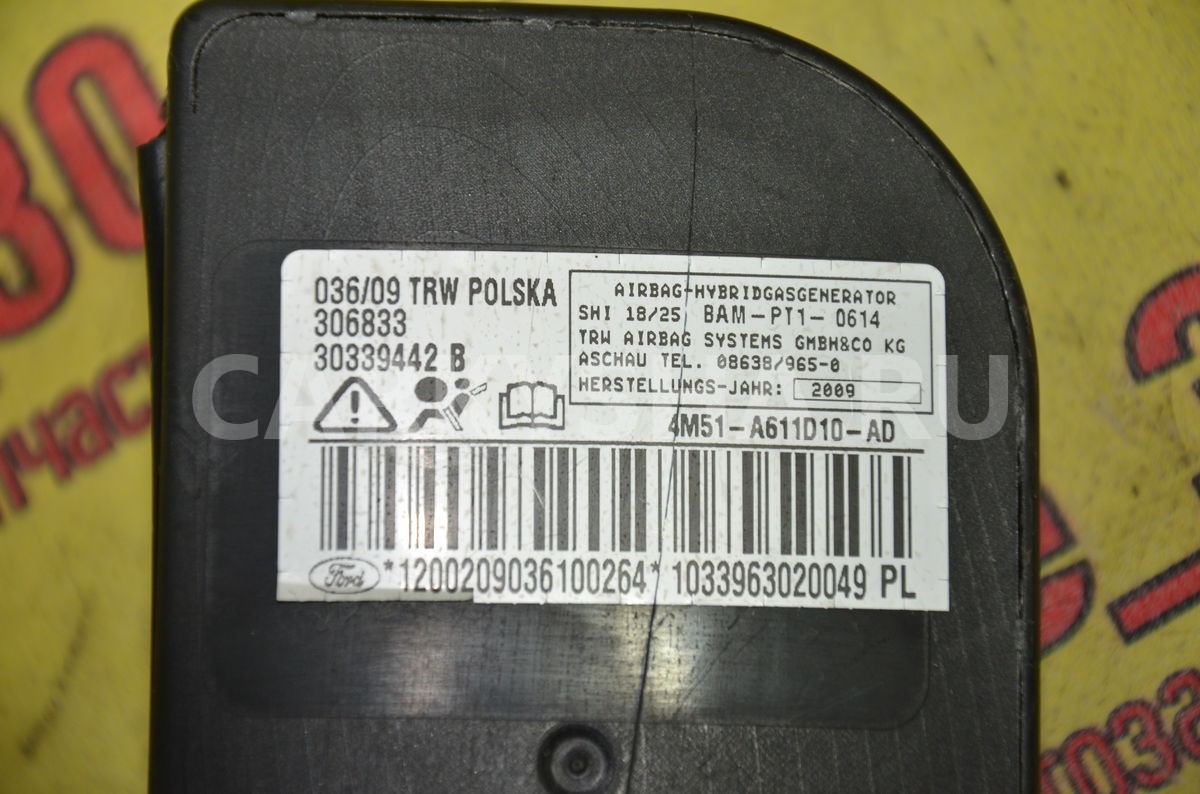 036/09 TRW POLSKA
306833
30339442 B
AIRBAG-HYBRIDGASGENERATOR
SHI 18/25, BAM-PT1- 0614
TRW AIRBAG SYSTEMS GMBH&CO KG
ASCHAU TEL. 08638/965-0
HERSTELLUNGS-JAHR: 2009
4M51-A611D10-AD
Ford *1200209036100264* 1033963020049 PL